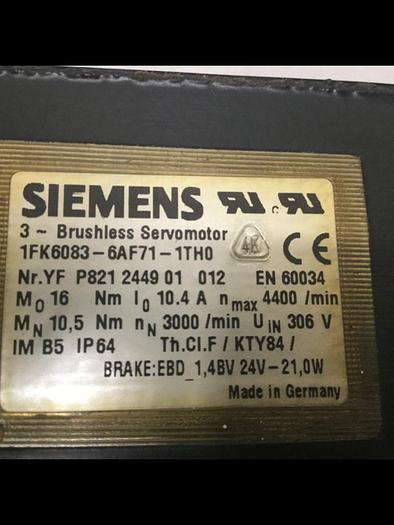 SIEMENS
3 ~ Brushless Servomotor
1FK6083-6AF71-1TH0
Nr.YF P821 2449 01 012 EN 60034
M0 16 Nm I0 10.4 A nmax 4400 /min
MN 10,5 Nm nN 3000 /min UIN 306 V
IM B5 IP64 Th.Cl.F / KTY84 /
BRAKE:EBD_1,4BV 24V-21,0W
Made in Germany